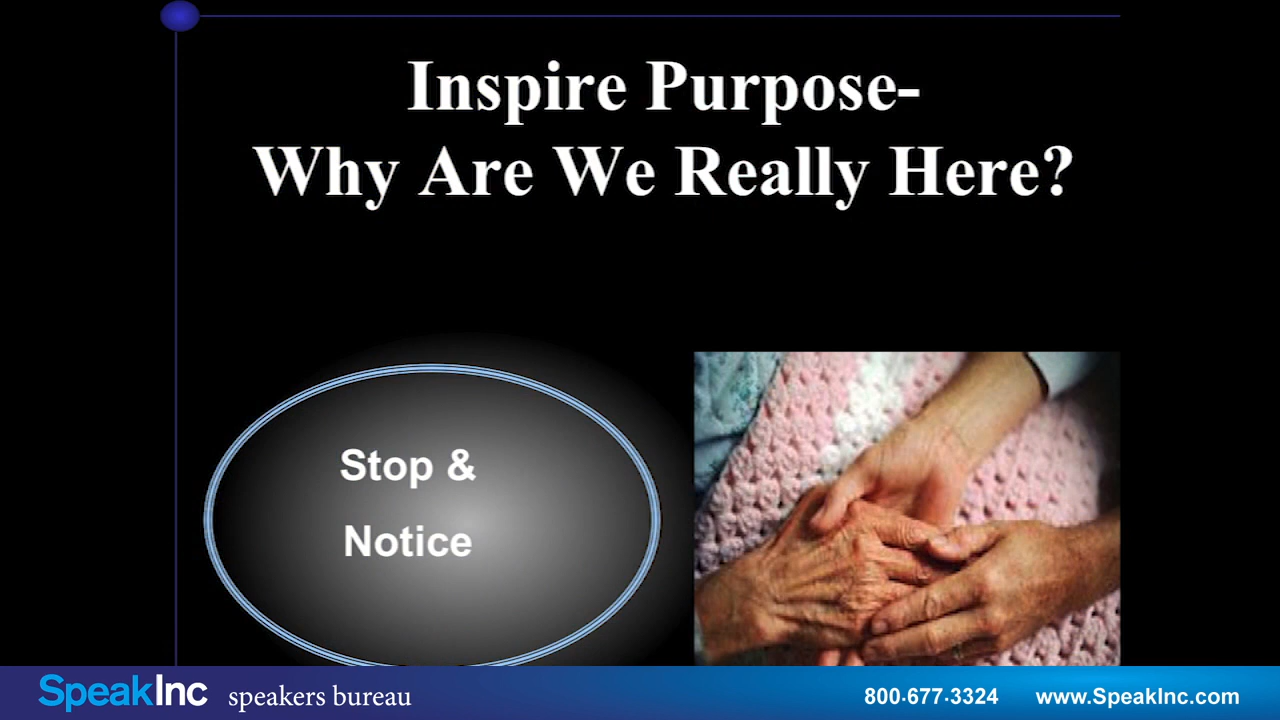 Inspire Purpose-
Why Are We Really Here?
Stop &
Notice
SpeakInc speakers bureau
800-677-3324 www.SpeakInc.com